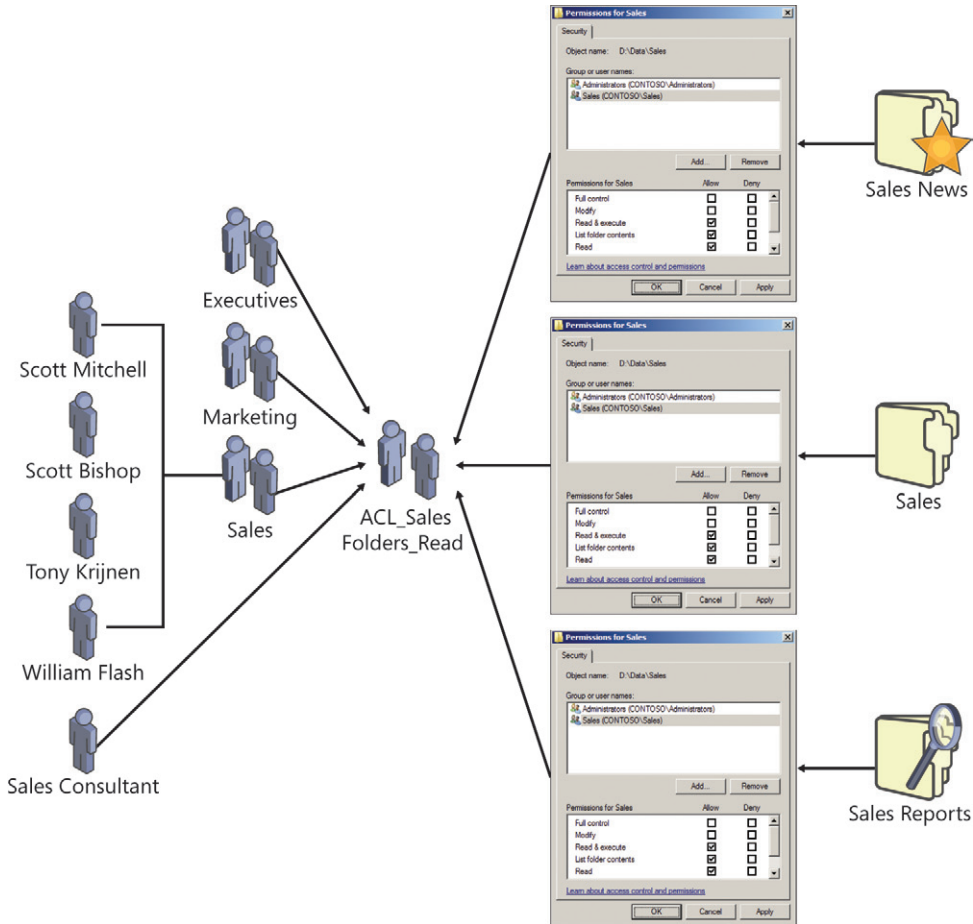 Executives
Marketing
Sales
Scott Mitchell
Scott Bishop
Tony Krijnen
William Flash
Sales Consultant
ACL_Sales
Folders_Read
Permissions for Sales
Security
Object name: D:\Data\Sales
Group or user names:
Administrators (CONTOSO\Administrators)
Sales (CONTOSO\Sales)
Add... Remove
Permissions for Sales Allow Deny
Full control
Modify
Read & execute
List folder contents
Read
Learn about access control and permissions
OK Cancel Apply
Sales News
Permissions for Sales
Security
Object name: D:\Data\Sales
Group or user names:
Administrators (CONTOSO\Administrators)
Sales (CONTOSO\Sales)
Add... Remove
Permissions for Sales Allow Deny
Full control
Modify
Read & execute
List folder contents
Read
Learn about access control and permissions
OK Cancel Apply
Sales
Permissions for Sales
Security
Object name: D:\Data\Sales
Group or user names:
Administrators (CONTOSO\Administrators)
Sales (CONTOSO\Sales)
Add... Remove
Permissions for Sales Allow Deny
Full control
Modify
Read & execute
List folder contents
Read
Learn about access control and permissions
OK Cancel Apply
Sales Reports